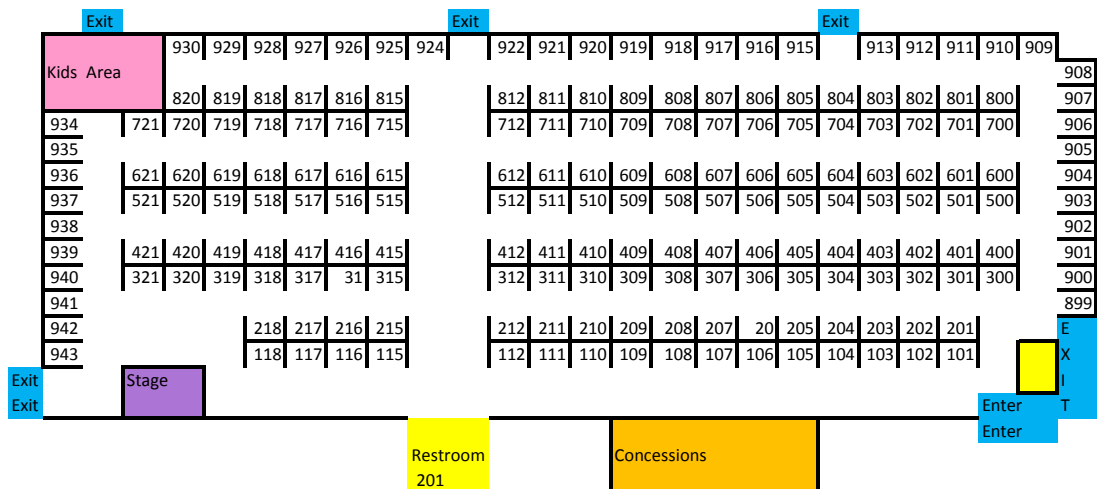 Exit Exit Exit
930 929 928 927 926 925 924 922 921 920 919 918 917 916 915 913 912 911 910 909
Kids Area 908
820 819 818 817 816 815 812 811 810 809 808 807 806 805 804 803 802 801 800 907
934 721 720 719 718 717 716 715 712 711 710 709 708 707 706 705 704 703 702 701 700 906
935 905
936 621 620 619 618 617 616 615 612 611 610 609 608 607 606 605 604 603 602 601 600 904
937 521 520 519 518 517 516 515 512 511 510 509 508 507 506 505 504 503 502 501 500 903
938 902
939 421 420 419 418 417 416 415 412 411 410 409 408 407 406 405 404 403 402 401 400 901
940 321 320 319 318 317 31 315 312 311 310 309 308 307 306 305 304 303 302 301 300 900
941 899
942 218 217 216 215 212 211 210 209 208 207 20 205 204 203 202 201 E
943 118 117 116 115 112 111 110 109 108 107 106 105 104 103 102 101 X
Exit Stage I
Exit Enter T
Enter
Restroom Concessions
201